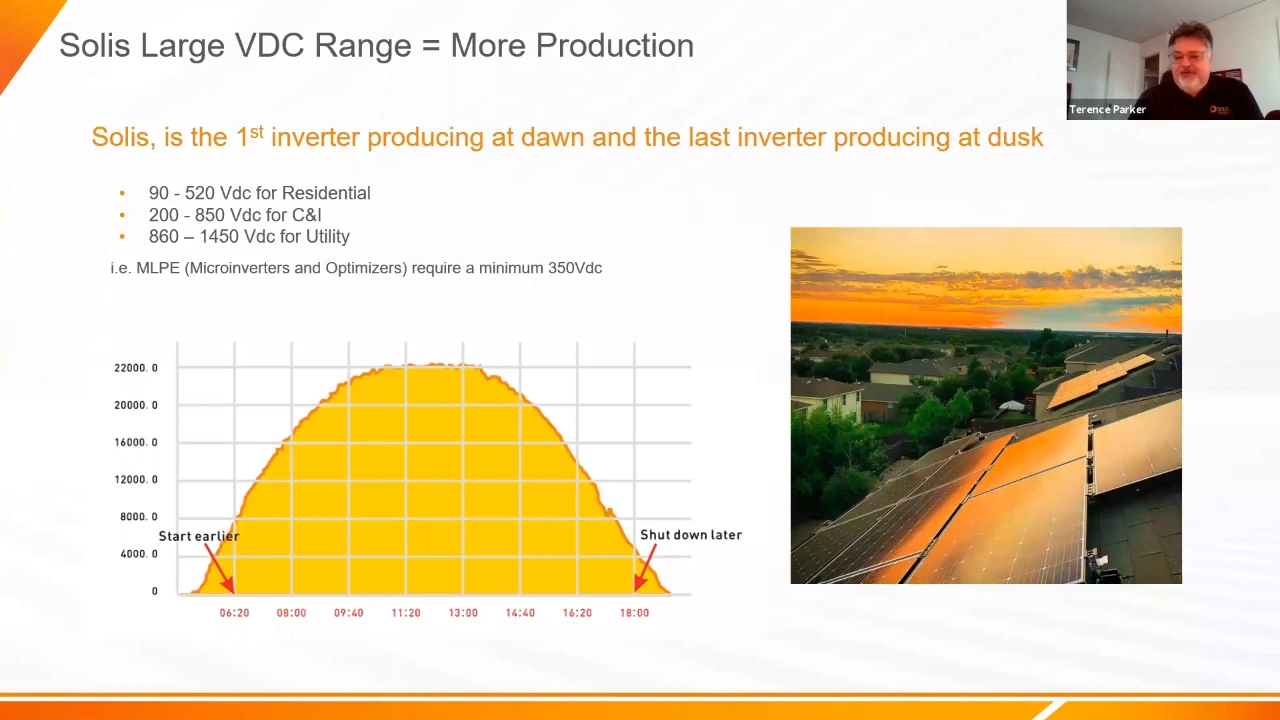 Solis Large VDC Range = More Production
Terence Parker
Solis, is the 1st inverter producing at dawn and the last inverter producing at dusk
• 90 - 520 Vdc for Residential
• 200 - 850 Vdc for C&I
• 860 – 1450 Vdc for Utility
i.e. MLPE (Microinverters and Optimizers) require a minimum 350Vdc
22000. 0
20000. 0
16000. 0
12000. 0
8000. 0
4000. 0
0
Start earlier
Shut down later
06:20 08:00 09:40 11:20 13:00 14:40 16:20 18:00